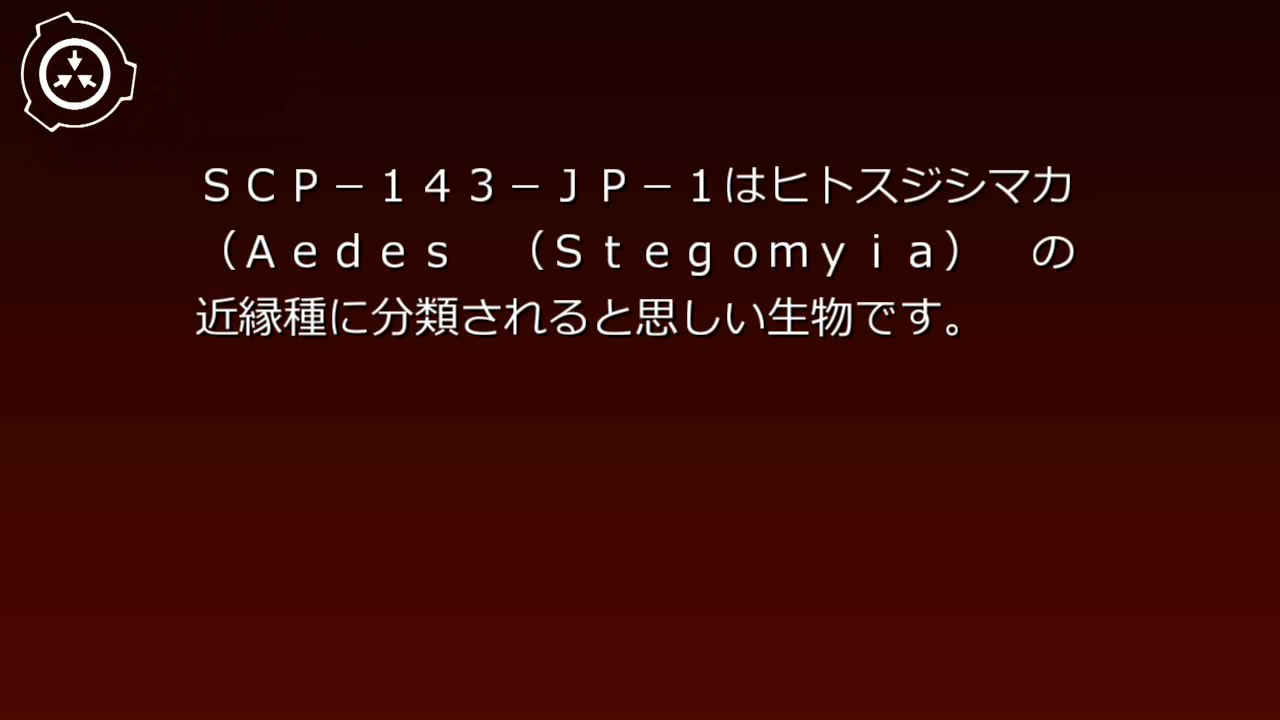 ＳＣＰ－１４３－ＪＰ－１はヒトスジシマカ
（Ａｅｄｅｓ　（Ｓｔｅｇｏｍｙｉａ）　の
近縁種に分類されると思しい生物です。